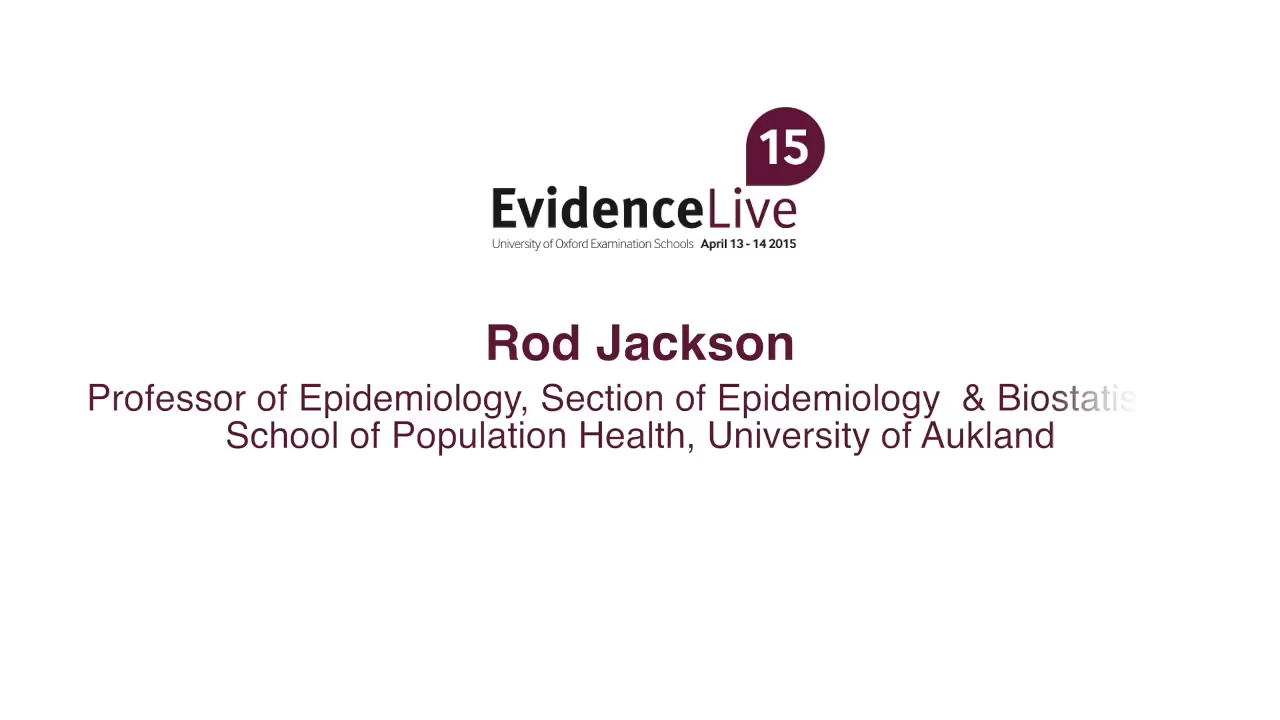 15
EvidenceLive
University of Oxford Examination Schools April 13 - 14 2015
Rod Jackson
Professor of Epidemiology, Section of Epidemiology & Biostatis
School of Population Health, University of Aukland